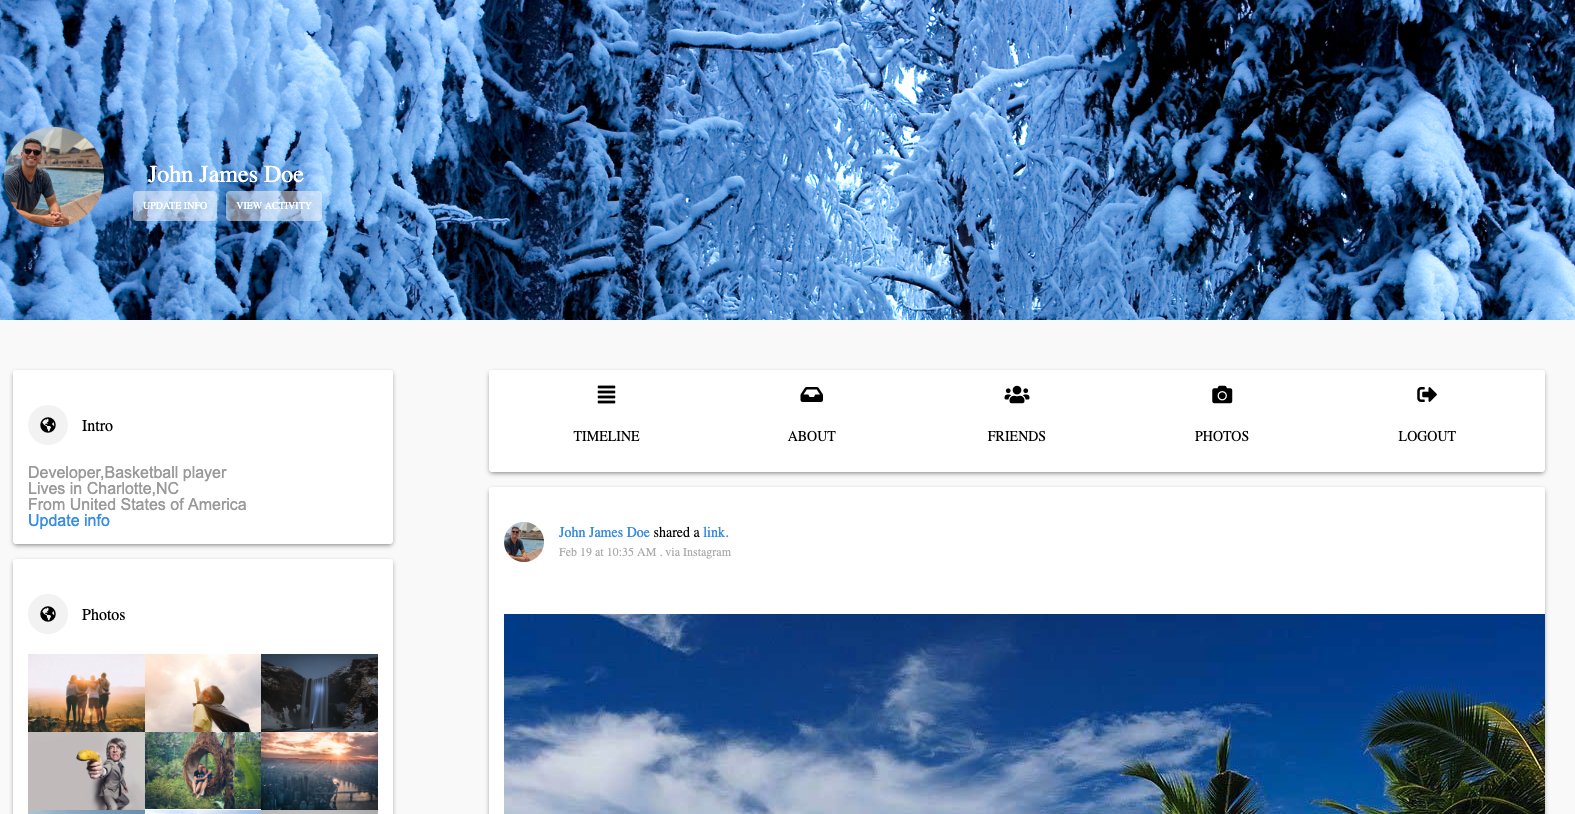 John James Doe
UPDATE INFO
VIEW ACTIVITY
Intro
Developer,Basketball player
Lives in Charlotte,NC
From United States of America
Update info
Photos
TIMELINE
ABOUT
FRIENDS
PHOTOS
LOGOUT
John James Doe shared a link.
Feb 19 at 10:35 AM . via Instagram